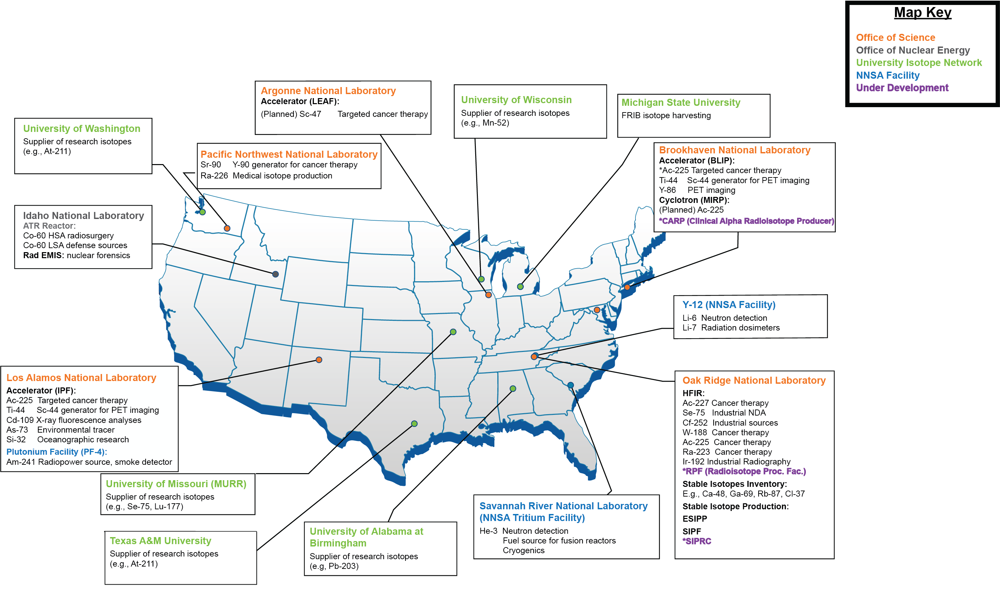 Map Key
Office of Science
Office of Nuclear Energy
University Isotope Network
NNSA Facility
Under Development
Argonne National Laboratory
Accelerator (LEAF):
(Planned) Sc-47 Targeted cancer therapy
University of Wisconsin
Supplier of research isotopes
(e.g., Mn-52)
Michigan State University
FRIB isotope harvesting
University of Washington
Supplier of research isotopes
(e.g., At-211)
Pacific Northwest National Laboratory
Sr-90 Y-90 generator for cancer therapy
Ra-226 Medical isotope production
Brookhaven National Laboratory
Accelerator (BLIP):
*Ac-225 Targeted cancer therapy
Ti-44 Sc-44 generator for PET imaging
Y-86 PET imaging
Cyclotron (MIRP):
(Planned) Ac-225
*CARP (Clinical Alpha Radioisotope Producer)
Idaho National Laboratory
ATR Reactor:
Co-60 HSA radiosurgery
Co-60 LSA defense sources
Rad EMIS: nuclear forensics
Y-12 (NNSA Facility)
Li-6 Neutron detection
Li-7 Radiation dosimeters
Los Alamos National Laboratory
Accelerator (IPF):
Ac-225 Targeted cancer therapy
Ti-44 Sc-44 generator for PET imaging
Cd-109 X-ray fluorescence analyses
As-73 Environmental tracer
Si-32 Oceanographic research
Plutonium Facility (PF-4):
Am-241 Radiopower source, smoke detector
Oak Ridge National Laboratory
HFIR:
Ac-227 Cancer therapy
Se-75 Industrial NDA
Cf-252 Industrial sources
W-188 Cancer therapy
Ac-225 Cancer therapy
Ra-223 Cancer therapy
Ir-192 Industrial Radiography
*RPF (Radioisotope Proc. Fac.)
Stable Isotopes Inventory:
E.g., Ca-48, Ga-69, Rb-87, Cl-37
Stable Isotope Production:
ESIPP
SIPF
*SIPRC
University of Missouri (MURR)
Supplier of research isotopes
(e.g., Se-75, Lu-177)
Savannah River National Laboratory
(NNSA Tritium Facility)
He-3 Neutron detection
Fuel source for fusion reactors
Cryogenics
University of Alabama at
Birmingham
Supplier of research isotopes
(e.g, Pb-203)
Texas A&M University
Supplier of research isotopes
(e.g., At-211)